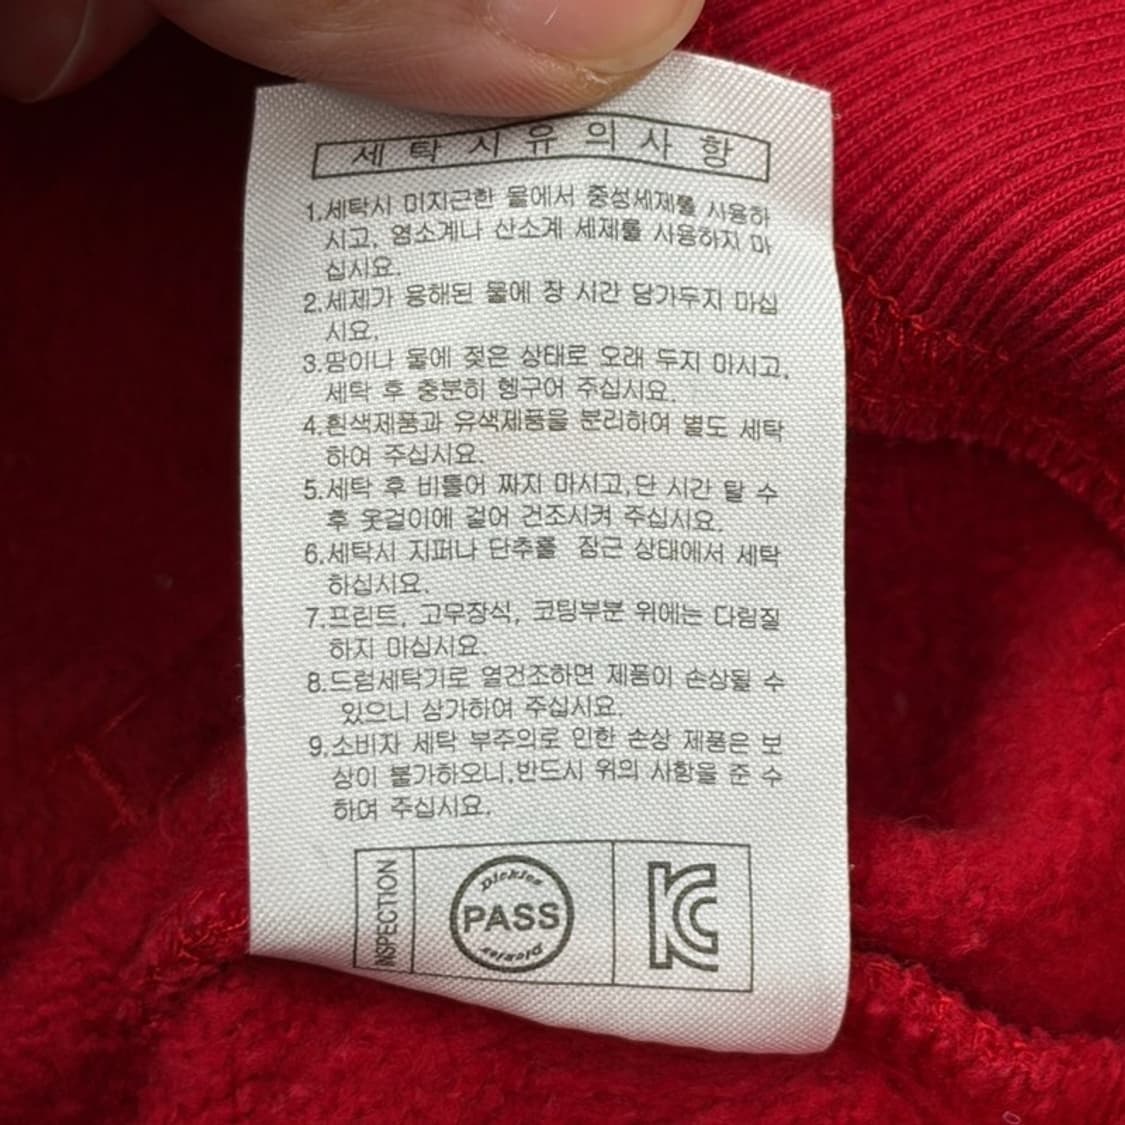 세탁시유의사항
1.세탁시 미지근한 물에서 중성세제를 사용하
시고, 염소계나 산소계 세제를 사용하지 마
십시요.
2.세제가 용해된 물에 장 시간 담가두지 마십
시요.
3.땀이나 물에 젖은 상태로 오래 두지 마시고,
세탁 후 충분히 헹구어 주십시요.
4.흰색제품과 유색제품을 분리하여 별도 세탁
하여 주십시요.
5.세탁 후 비틀어 짜지 마시고,단 시간 탈 수
후 옷걸이에 걸어 건조시켜 주십시요.
6.세탁시 지퍼나 단추를 잠근 상태에서 세탁
하십시요.
7.프린트, 고무장식, 코팅부분 위에는 다림질
하지 마십시요.
8.드럼세탁기로 열건조하면 제품이 손상될 수
있으니 삼가하여 주십시요.
9.소비자 세탁 부주의로 인한 손상 제품은 보
상이 불가하오니,반드시 위의 사항을 준 수
하여 주십시요.
INSPECTION
Dickies
PASS
Dickies
KC